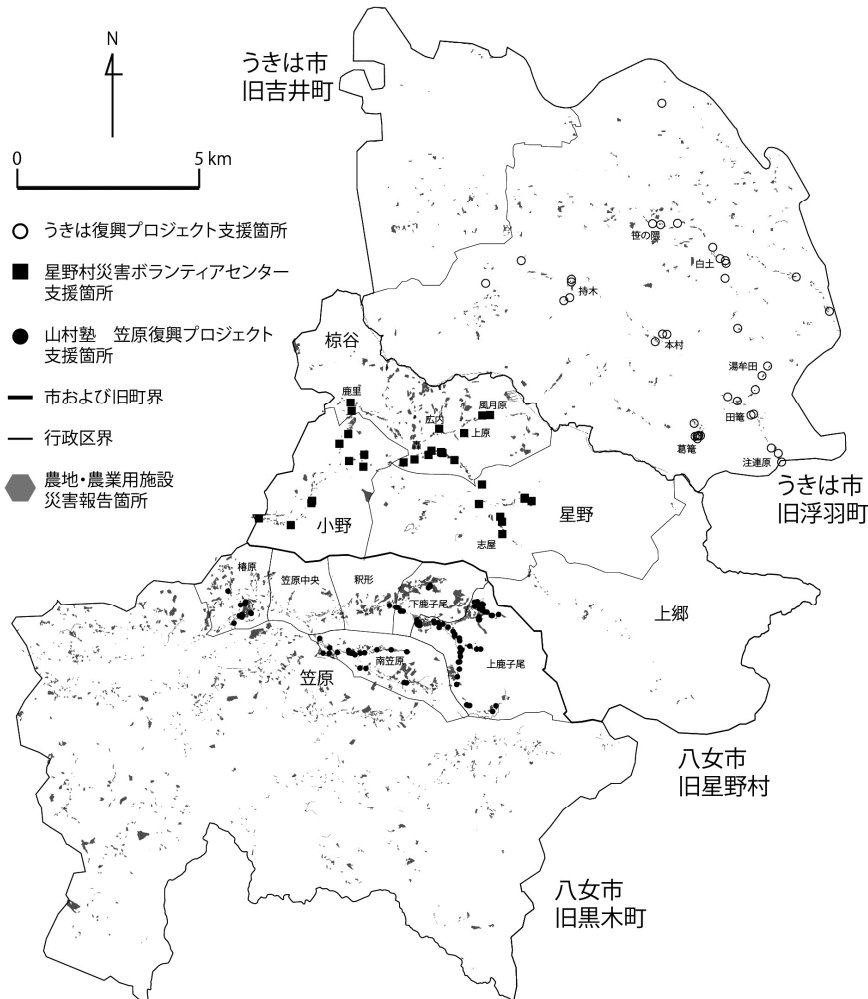 うきは市
旧吉井町
N
0 5 km
うきは復興プロジェクト支援箇所
星野村災害ボランティアセンター
支援箇所
山村塾 笠原復興プロジェクト
支援箇所
市および旧町界
行政区界
農地・農業用施設
災害報告箇所
笹の隈
白土
持木
本村
湯牟田
田篭
葛篭
注連原
うきは市
旧浮羽町
椋谷
鹿里
広内
風月原
上原
小野
星野
志屋
上郷
八女市
旧星野村
椿原
笠原中央
釈形
下鹿子尾
上鹿子尾
南笠原
笠原
八女市
旧黒木町